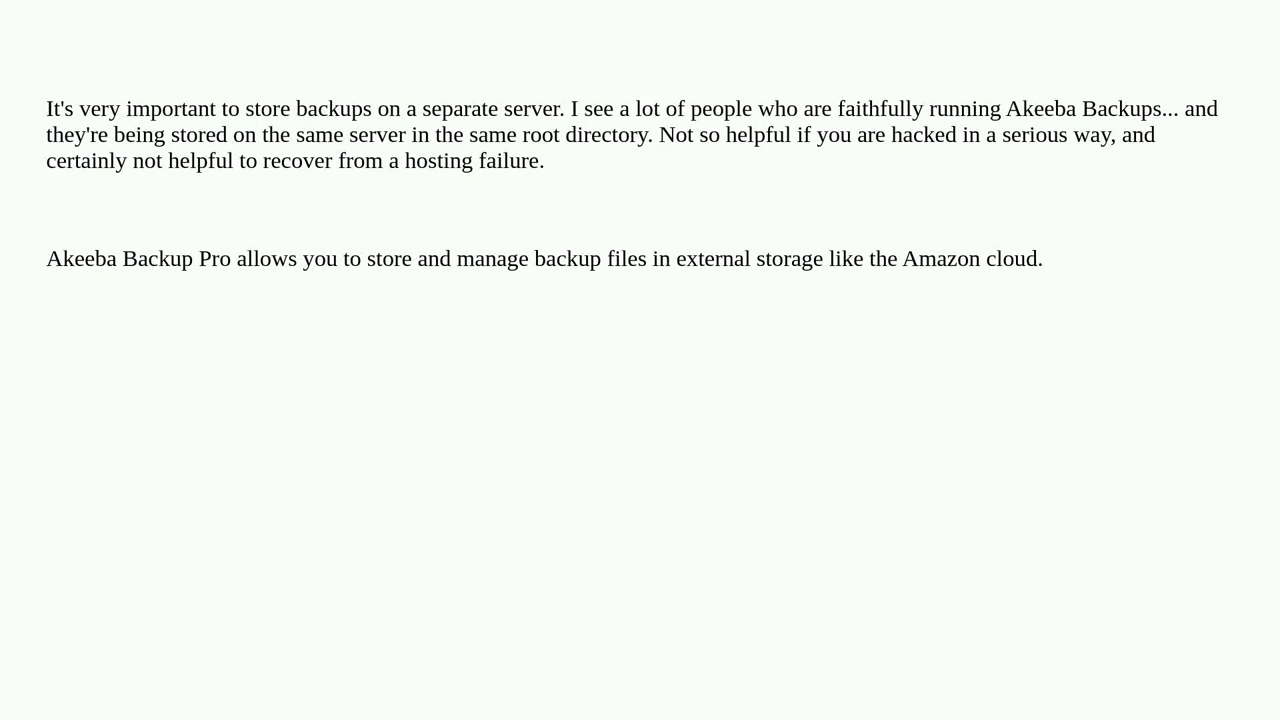 It's very important to store backups on a separate server. I see a lot of people who are faithfully running Akeeba Backups... and
they're being stored on the same server in the same root directory. Not so helpful if you are hacked in a serious way, and
certainly not helpful to recover from a hosting failure.
Akeeba Backup Pro allows you to store and manage backup files in external storage like the Amazon cloud.